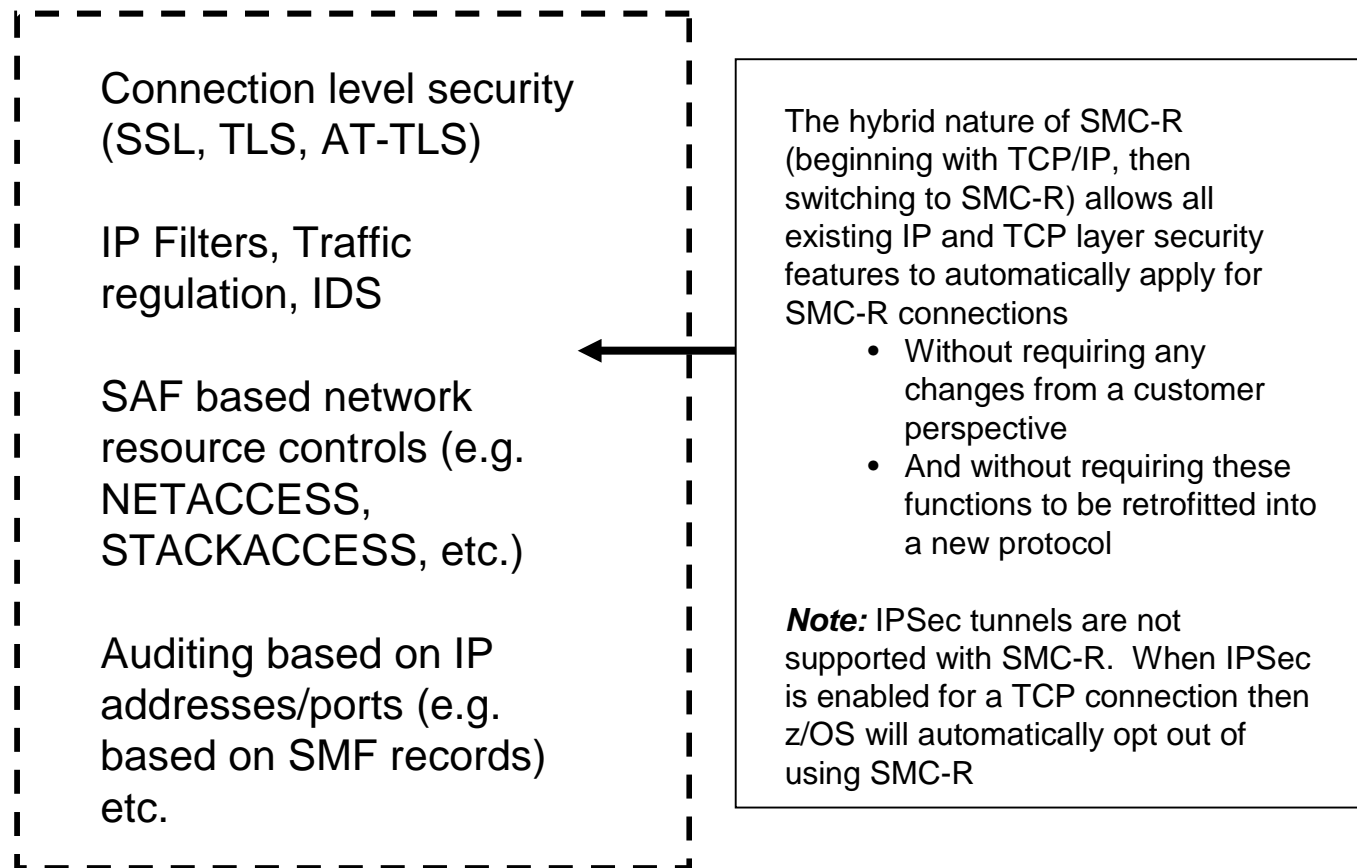 Connection level security
(SSL, TLS, AT-TLS)
IP Filters, Traffic
regulation, IDS
SAF based network
resource controls (e.g.
NETACCESS,
STACKACCESS, etc.)
Auditing based on IP
addresses/ports (e.g.
based on SMF records)
etc.
The hybrid nature of SMC-R
(beginning with TCP/IP, then
switching to SMC-R) allows all
existing IP and TCP layer security
features to automatically apply for
SMC-R connections
• Without requiring any
changes from a customer
perspective
• And without requiring these
functions to be retrofitted into
a new protocol
Note: IPSec tunnels are not
supported with SMC-R. When IPSec
is enabled for a TCP connection then
z/OS will automatically opt out of
using SMC-R